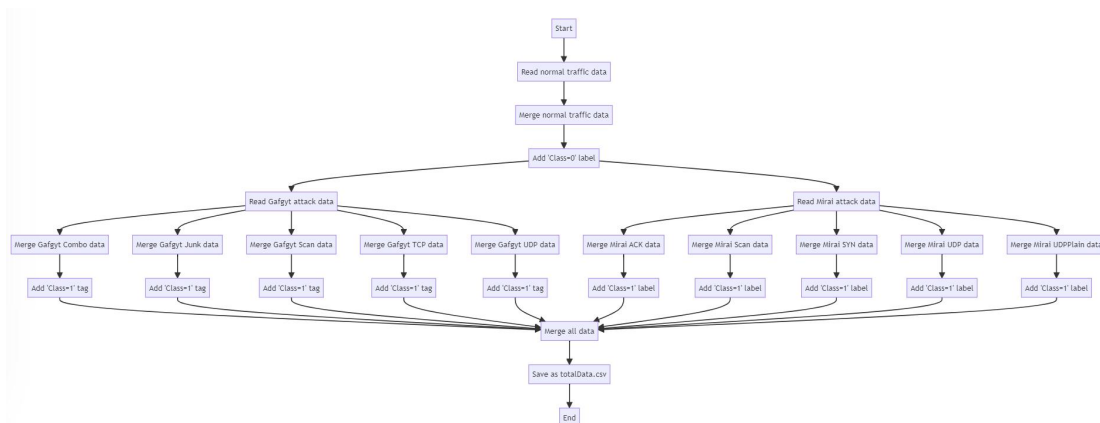 Start
Read normal traffic data
Merge normal traffic data
Add 'Class=0' label
Read Gafgyt attack data
Read Mirai attack data
Merge Gafgyt Combo data
Merge Gafgyt Junk data
Merge Gafgyt Scan data
Merge Gafgyt TCP data
Merge Gafgyt UDP data
Merge Mirai ACK data
Merge Mirai Scan data
Merge Mirai SYN data
Merge Mirai UDP data
Merge Mirai UDPPlain data
Add 'Class=1' tag
Add 'Class=1' tag
Add 'Class=1' tag
Add 'Class=1' tag
Add 'Class=1' tag
Add 'Class=1' label
Add 'Class=1' label
Add 'Class=1' label
Add 'Class=1' label
Add 'Class=1' label
Merge all data
Save as totalData.csv
End